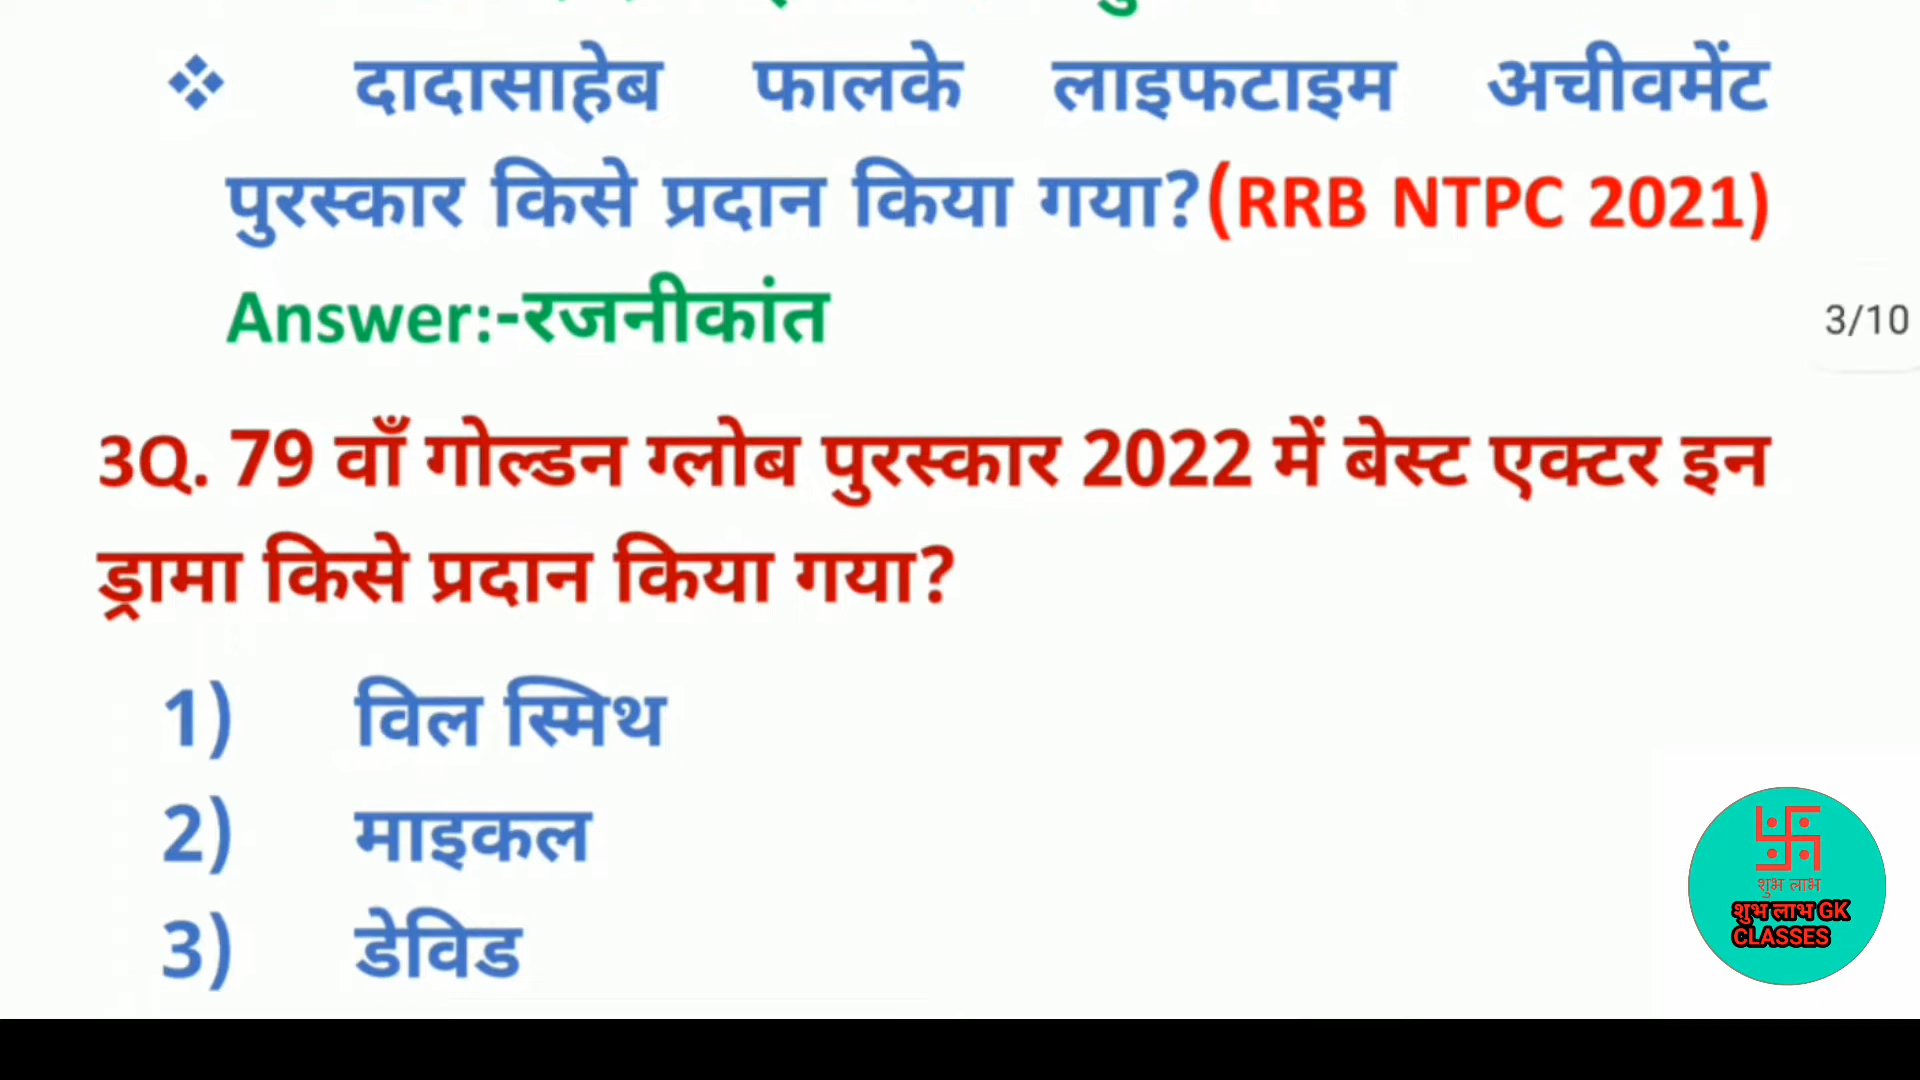 ❖ दादासाहेब फालके लाइफटाइम अचीवमेंट
पुरस्कार किसे प्रदान किया गया?(RRB NTPC 2021)
Answer:-रजनीकांत
3/10
3Q. 79 वाँ गोल्डन ग्लोब पुरस्कार 2022 में बेस्ट एक्टर इन
ड्रामा किसे प्रदान किया गया?
1) विल स्मिथ
2) माइकल
3) डेविड
शुभ लाभ
शुभ लाभ GK
CLASSES